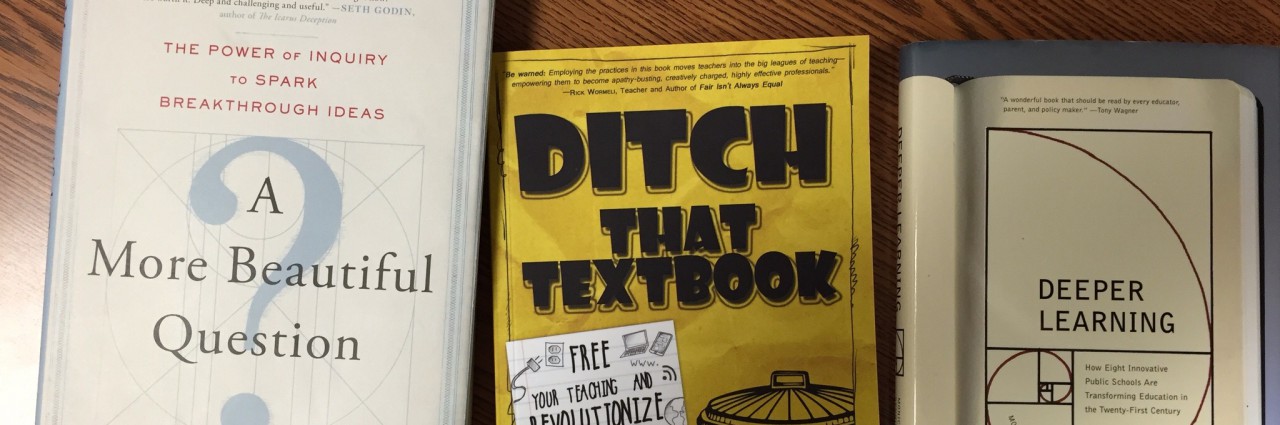 Deep and challenging and useful." —SETH GODIN,
author of The Icarus Deception
THE POWER OF INQUIRY
TO SPARK
BREAKTHROUGH IDEAS
A
More Beautiful
Question
"Be warned: Employing the practices in this book moves teachers into the big leagues of teaching—
empowering them to become apathy-busting, creatively charged, highly effective professionals."
—RICK WORMELI, Teacher and Author of Fair Isn't Always Equal
DITCH
THAT
TEXTBOOK
FREE
www.
YOUR TEACHING AND
REVOLUTIONIZE
DEEPER LEARNING
"A wonderful book that should be read by every educator,
parent, and policy maker." —Tony Wagner
DEEPER
LEARNING
How Eight Innovative
Public Schools Are
Transforming Education in
the Twenty-First Century